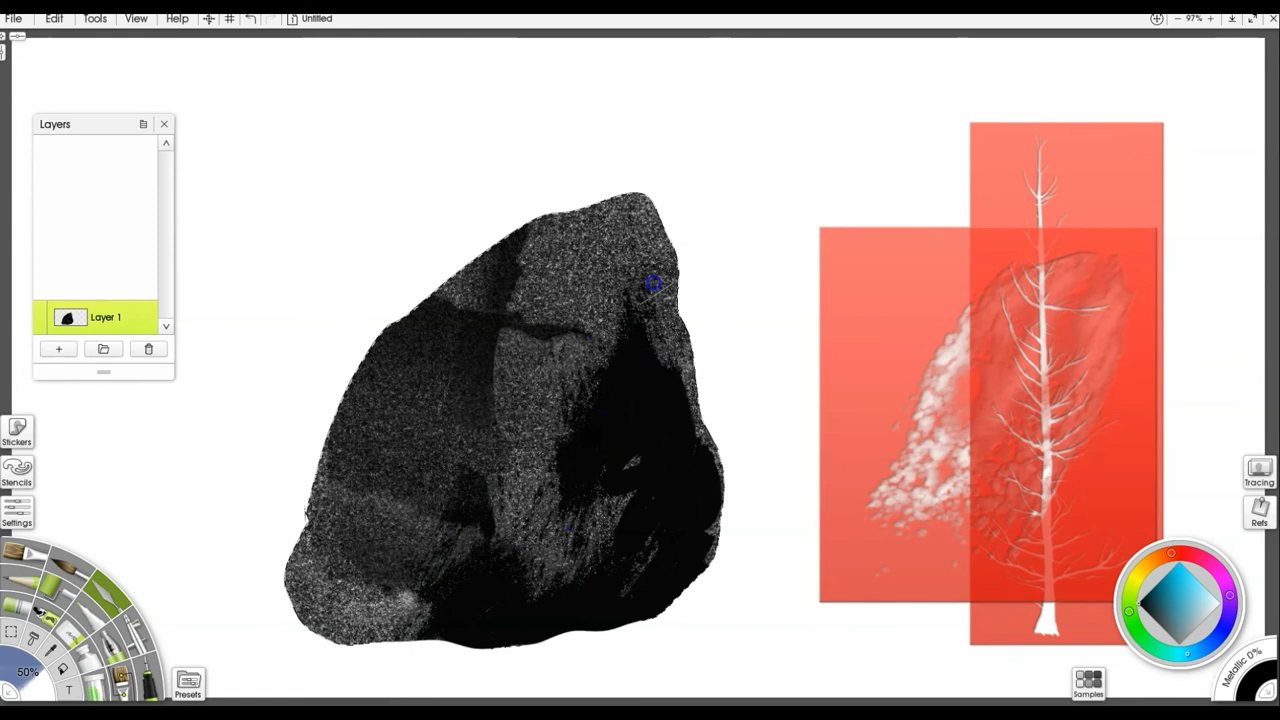 File Edit Tools View Help Untitled 97%
Layers
Layer 1
Stickers
Stencils
Settings
Tracing
Refs
50%
T
Presets
Samples
Metallic 0%